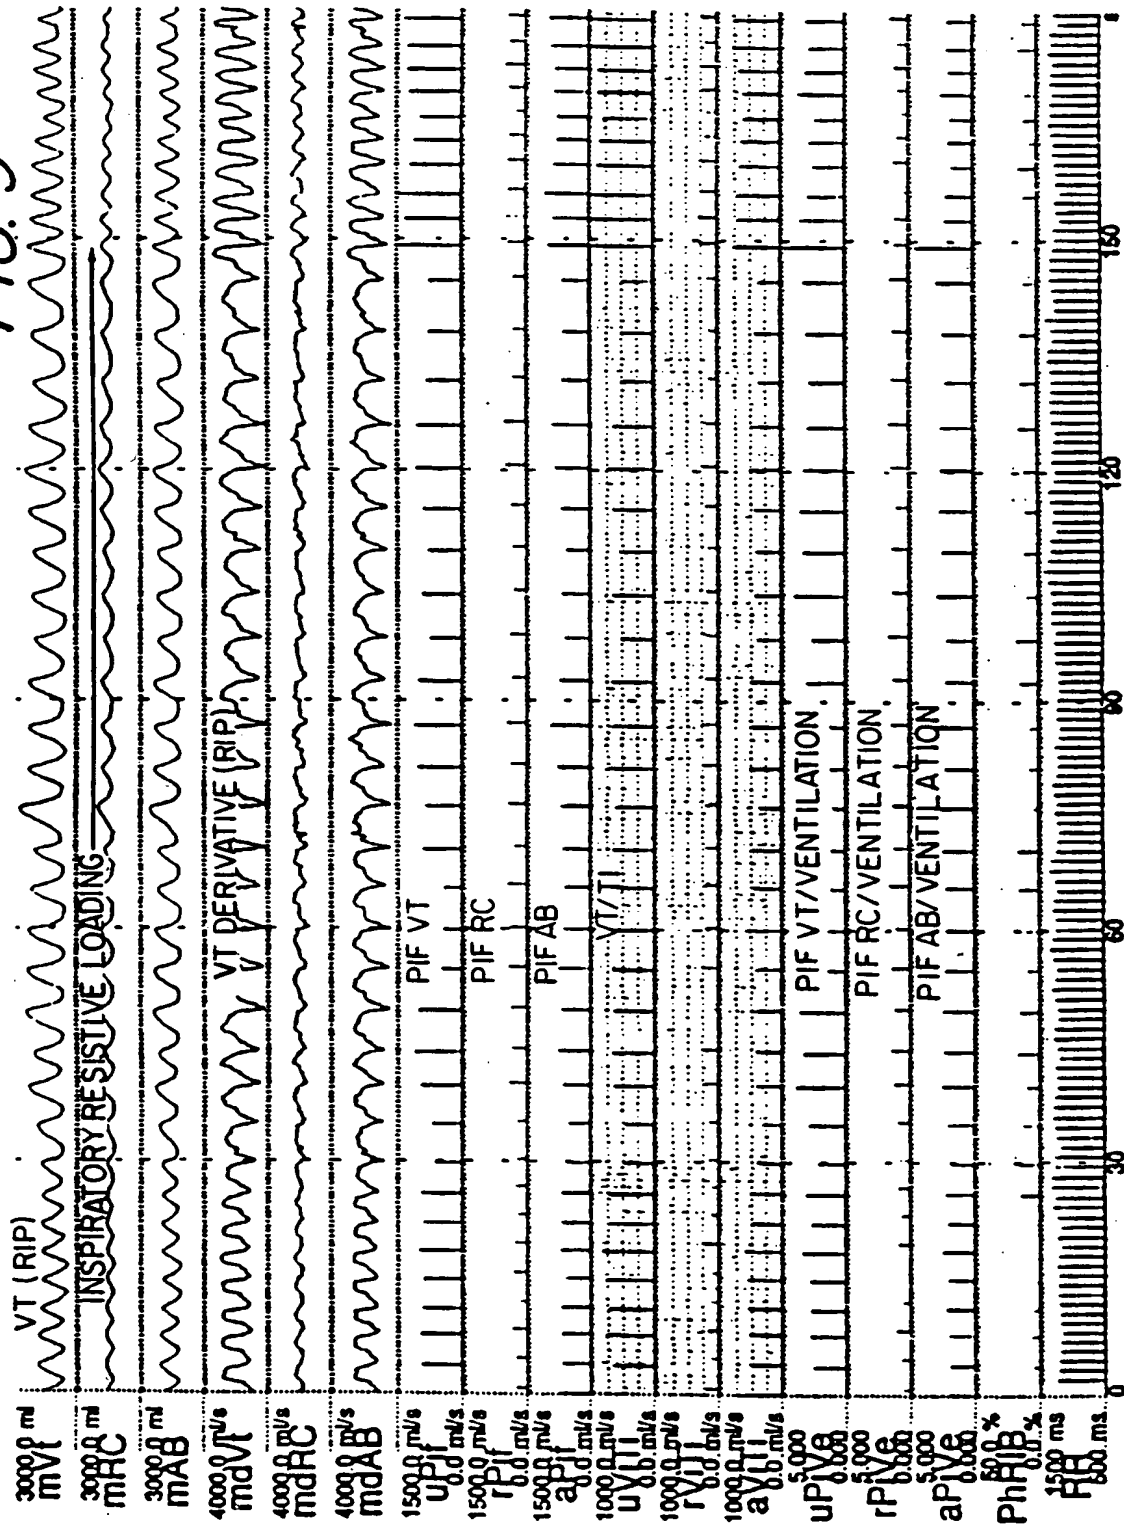 FIG. 9
VT (RIP)
INSPIRATORY RESISTIVE LOADING
VT DERIVATIVE (RIP)
PIF VT
PIF RC
PIF AB
VT/TI
PIF VT/VENTILATION
PIF RC/VENTILATION
PIF AB/VENTILATION
3000.0 ml
mVt
3000.0 ml
mRC
3000.0 ml
mAB
4000.0 ml/s
mdVt
4000.0 ml/s
mdRC
4000.0 ml/s
mdAB
1500.0 ml/s
uPif
0.0 ml/s
1500.0 ml/s
rPif
0.0 ml/s
1500.0 ml/s
aPif
0.0 ml/s
1000.0 ml/s
uVtTi
0.0 ml/s
1000.0 ml/s
rVtTi
0.0 ml/s
1000.0 ml/s
aVtTi
0.0 ml/s
5.000
uPiVe
0.000
5.000
rPiVe
0.000
5.000
aPiVe
0.000
50.0 %
PhRIB
0.0 %
1500 ms
600 ms
0
30
60
90
120
150
s